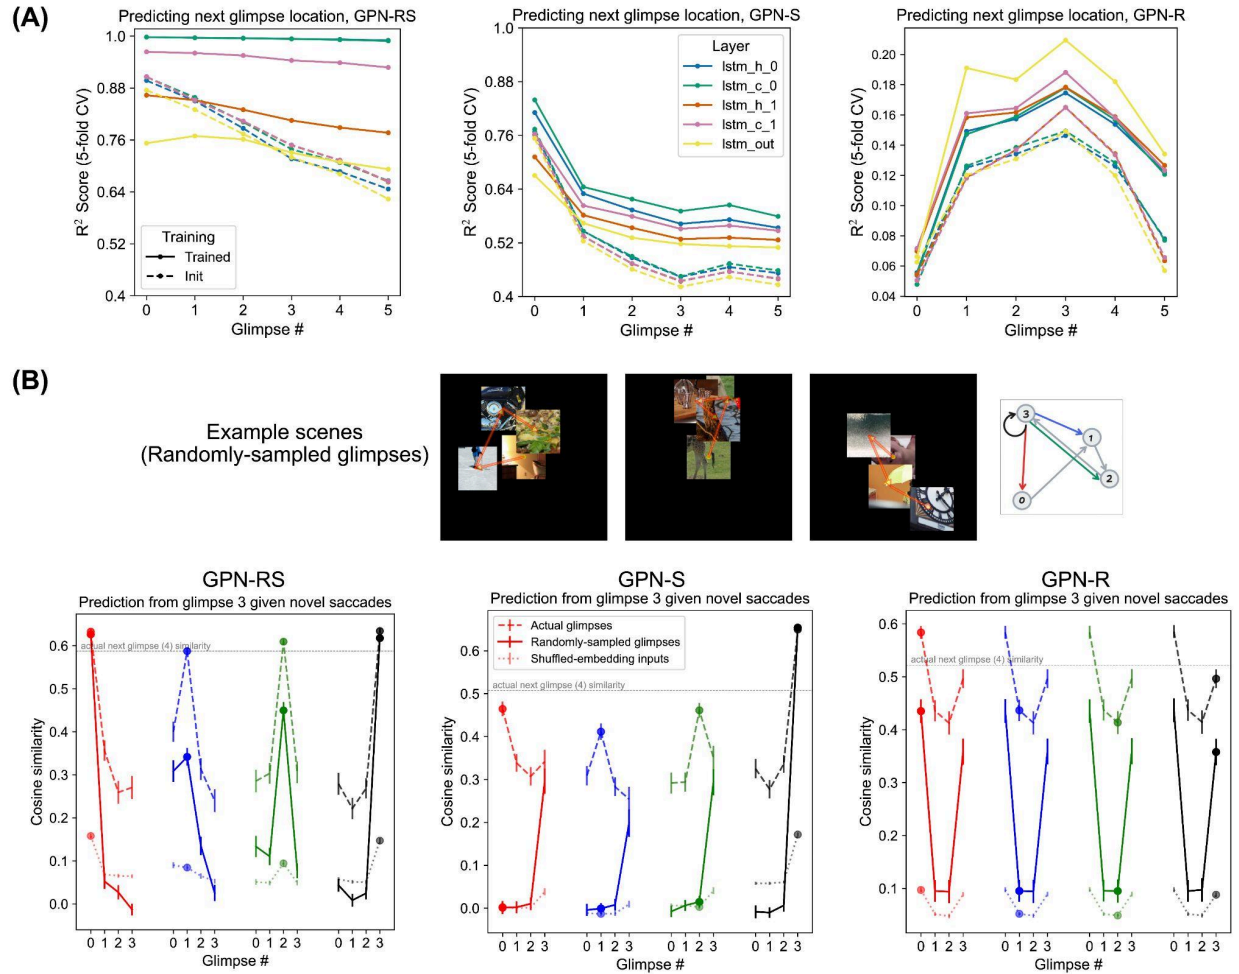 (A)
Predicting next glimpse location, GPN-RS
R² Score (5-fold CV)
1.0
0.88
0.76
0.64
0.52
0.4
Training
Trained
Init
0 1 2 3 4 5
Glimpse #
Predicting next glimpse location, GPN-S
R² Score (5-fold CV)
1.0
0.88
0.76
0.64
0.52
0.4
Layer
lstm_h_0
lstm_c_0
lstm_h_1
lstm_c_1
lstm_out
0 1 2 3 4 5
Glimpse #
Predicting next glimpse location, GPN-R
R² Score (5-fold CV)
0.20
0.18
0.16
0.14
0.12
0.10
0.08
0.06
0.04
0 1 2 3 4 5
Glimpse #
(B)
Example scenes
(Randomly-sampled glimpses)
3
1
2
0
GPN-RS
Prediction from glimpse 3 given novel saccades
Cosine similarity
0.6
0.5
0.4
0.3
0.2
0.1
0.0
actual next glimpse (4) similarity
0 1 2 3 0 1 2 3 0 1 2 3 0 1 2 3
Glimpse #
GPN-S
Prediction from glimpse 3 given novel saccades
Cosine similarity
0.6
0.5
0.4
0.3
0.2
0.1
0.0
Actual glimpses
Randomly-sampled glimpses
Shuffled-embedding inputs
actual next glimpse (4) similarity
0 1 2 3 0 1 2 3 0 1 2 3 0 1 2 3
Glimpse #
GPN-R
Prediction from glimpse 3 given novel saccades
Cosine similarity
0.6
0.5
0.4
0.3
0.2
0.1
actual next glimpse (4) similarity
0 1 2 3 0 1 2 3 0 1 2 3 0 1 2 3
Glimpse #